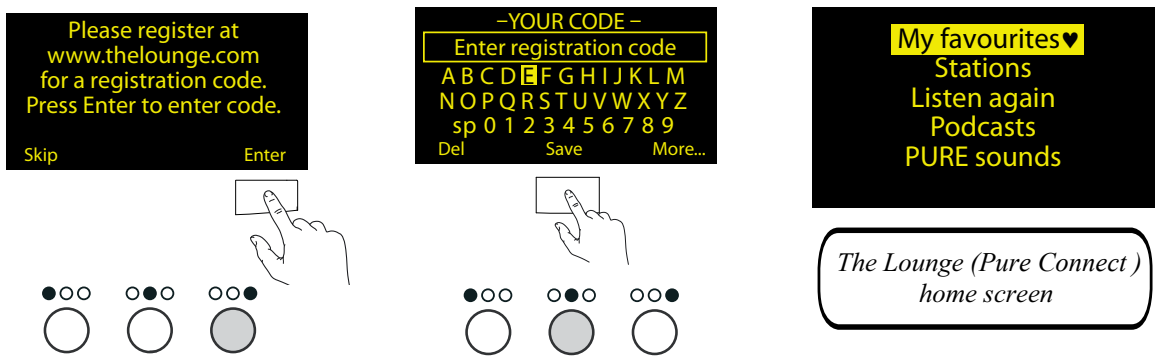 Please register at
www.thelounge.com
for a registration code.
Press Enter to enter code.
Skip Enter
–YOUR CODE –
Enter registration code
A B C D E F G H I J K L M
N O P Q R S T U V W X Y Z
sp 0 1 2 3 4 5 6 7 8 9
Del Save More...
My favourites♥
Stations
Listen again
Podcasts
PURE sounds
The Lounge (Pure Connect )
home screen